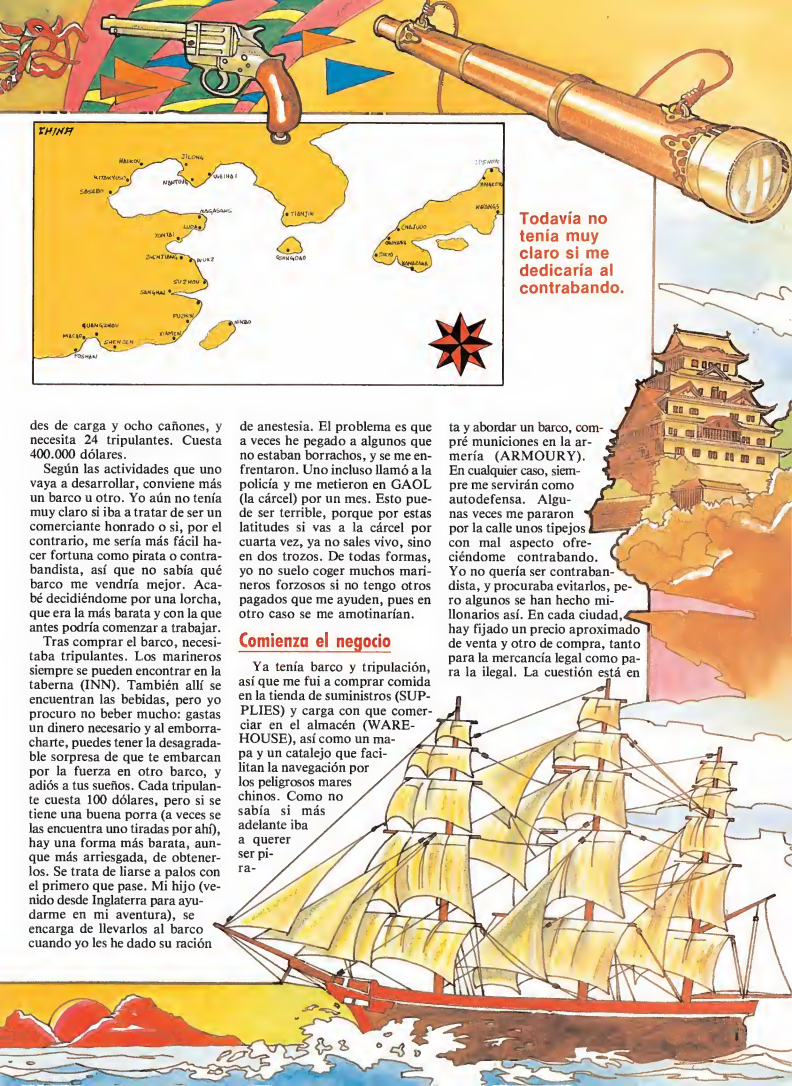 CHINA
HAIKOU
JILONG
KITAKYUSU
NANTONG
WEIHAI
SASEBO
NAGASAKI
LUDA
TIANJIN
YONTAI
ZHENJIANG
WUXI
QUINGDAO
CHEJUDO
TOKYO
KANAZAWA
SUZHOU
SANGHAI
FUZHIN
NINBO
QUANGZHOU
MACAO
SHENZEN
XIAMEN
FOSHAN
Todavía no
tenía muy
claro si me
dedicaría al
contrabando.
des de carga y ocho cañones, y
necesita 24 tripulantes. Cuesta
400.000 dólares.
Según las actividades que uno
vaya a desarrollar, conviene más
un barco u otro. Yo aún no tenía
muy claro si iba a tratar de ser un
comerciante honrado o si, por el
contrario, me sería más fácil ha-
cer fortuna como pirata o contra-
bandista, así que no sabía qué
barco me vendría mejor. Aca-
bé decidiéndome por una lorcha,
que era la más barata y con la que
antes podría comenzar a trabajar.
Tras comprar el barco, necesi-
taba tripulantes. Los marineros
siempre se pueden encontrar en la
taberna (INN). También allí se
encuentran las bebidas, pero yo
procuro no beber mucho: gastas
un dinero necesario y al emborra-
charte, puedes tener la desagrada-
ble sorpresa de que te embarcan
por la fuerza en otro barco, y
adiós a tus sueños. Cada tripulan-
te cuesta 100 dólares, pero si se
tiene una buena porra (a veces se
las encuentra uno tiradas por ahí),
hay una forma más barata, aun-
que más arriesgada, de obtener-
los. Se trata de liarse a palos con
el primero que pase. Mi hijo (ve-
nido desde Inglaterra para ayu-
darme en mi aventura), se
encarga de llevarlos al barco
cuando yo les he dado su ración
de anestesia. El problema es que
a veces he pegado a algunos que
no estaban borrachos, y se me en-
frentaron. Uno incluso llamó a la
policía y me metieron en GAOL
(la cárcel) por un mes. Esto pue-
de ser terrible, porque por estas
latitudes si vas a la cárcel por
cuarta vez, ya no sales vivo, sino
en dos trozos. De todas formas,
yo no suelo coger muchos mari-
neros forzosos si no tengo otros
pagados que me ayuden, pues en
otro caso se me amotinarían.
Comienza el negocio
Ya tenía barco y tripulación,
así que me fui a comprar comida
en la tienda de suministros (SUP-
PLIES) y carga con que comer-
ciar en el almacén (WARE-
HOUSE), así como un ma-
pa y un catalejo que faci-
litan la navegación por
los peligrosos mares
chinos. Como no
sabía si más
adelante iba
a querer
ser pi-
ra-
ta y abordar un barco, com-
pré municiones en la ar-
mería (ARMOURY).
En cualquier caso, siem-
pre me servirán como
autodefensa. Algu-
nas veces me pararon
por la calle unos tipejos
con mal aspecto ofre-
ciéndome contrabando.
Yo no quería ser contraban-
dista, y procuraba evitarlos, pe-
ro algunos se han hecho mi-
llonarios así. En cada ciudad,
hay fijado un precio aproximado
de venta y otro de compra, tanto
para la mercancía legal como pa-
ra la ilegal. La cuestión está en